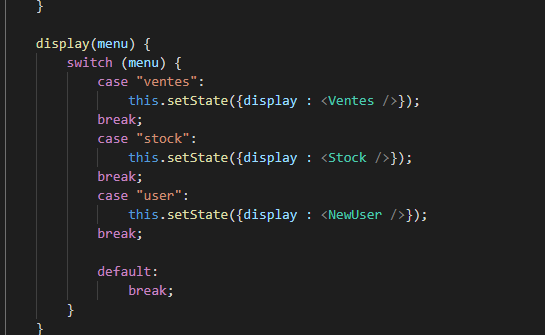 }
display(menu) {
switch (menu) {
case "ventes":
this.setState({display : <Ventes />});
break;
case "stock":
this.setState({display : <Stock />});
break;
case "user":
this.setState({display : <NewUser />});
break;
default:
break;
}
}